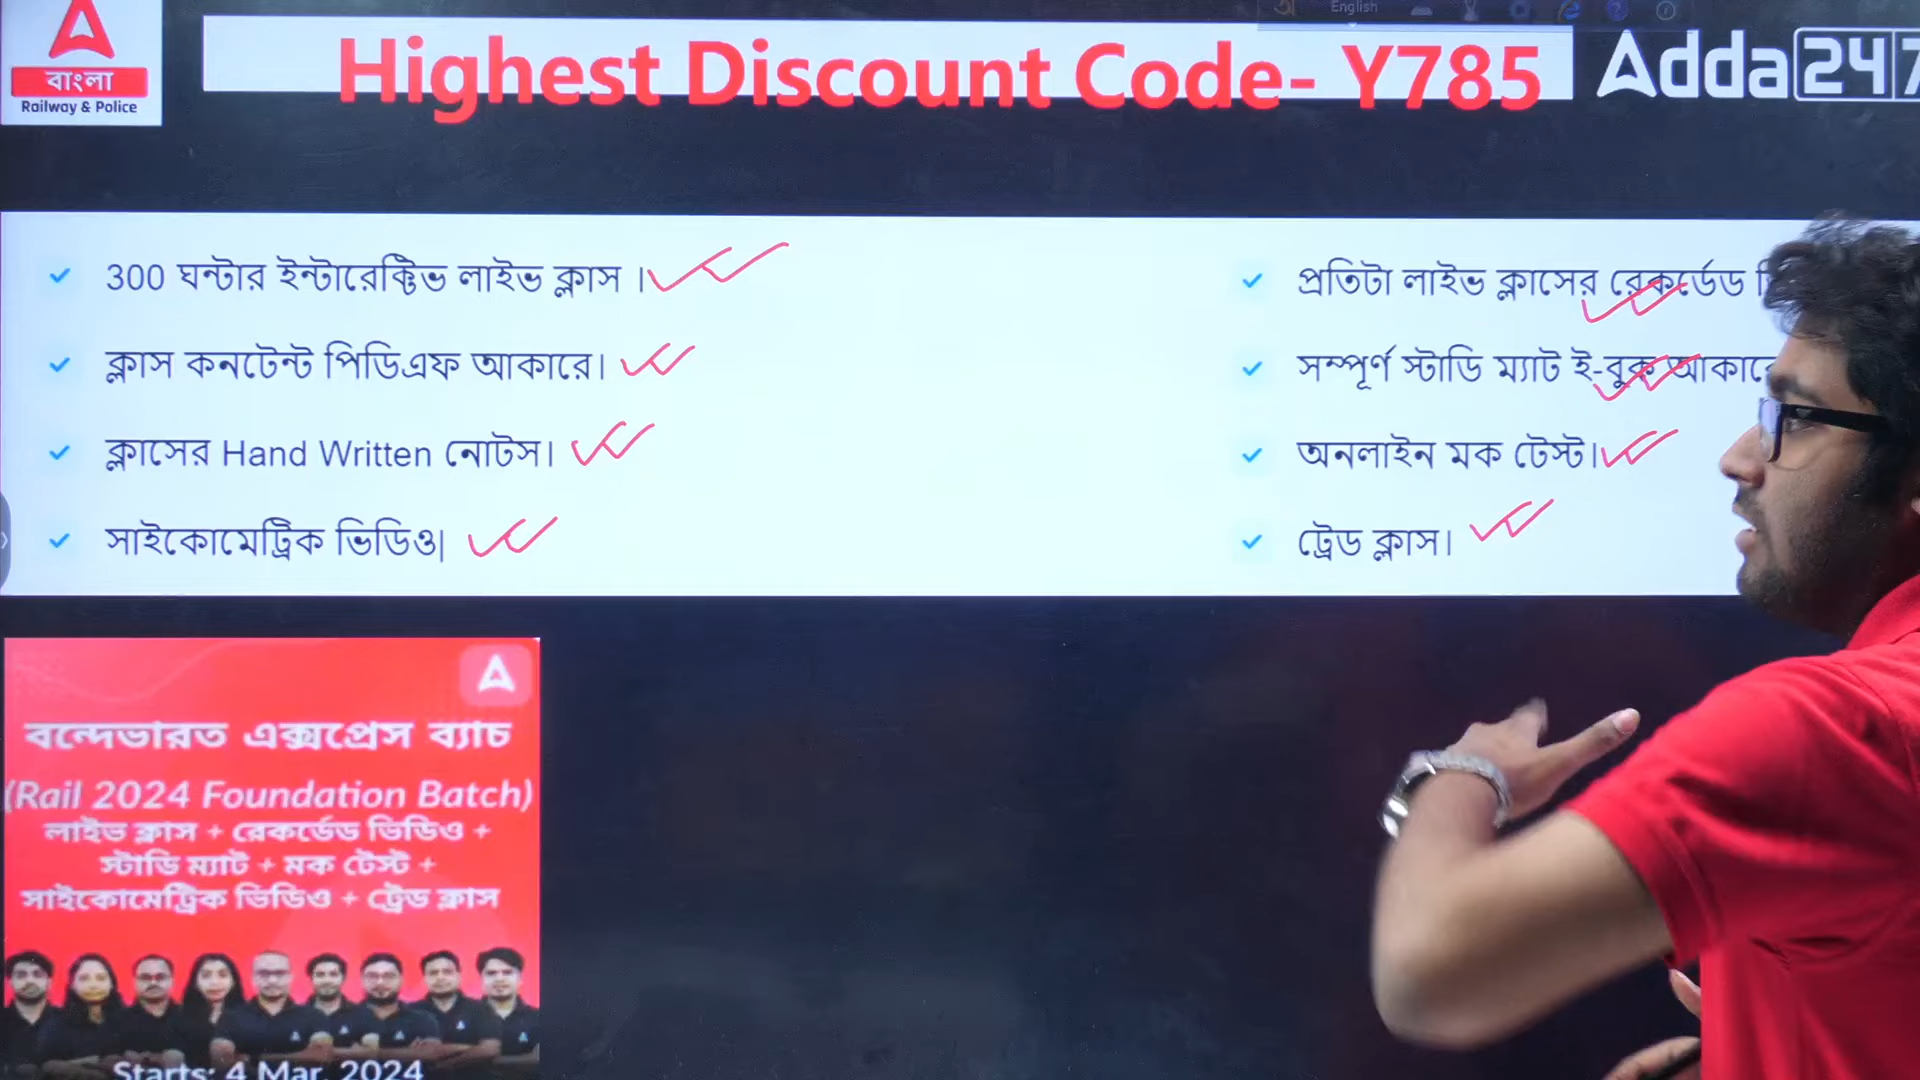 English
বাংলা
Railway & Police
Highest Discount Code- Y785
Adda247
300 ঘন্টার ইন্টারেক্টিভ লাইভ ক্লাস ।
ক্লাস কনটেন্ট পিডিএফ আকারে।
ক্লাসের Hand Written নোটস।
সাইকোমেট্রিক ভিডিও|
প্রতিটা লাইভ ক্লাসের রেকর্ডেড
সম্পূর্ণ স্টাডি ম্যাট ই-বুক আকারে
অনলাইন মক টেস্ট।
ট্রেড ক্লাস।
বন্দেভারত এক্সপ্রেস ব্যাচ
(Rail 2024 Foundation Batch)
লাইভ ক্লাস + রেকর্ডেড ভিডিও +
স্টাডি ম্যাট + মক টেস্ট +
সাইকোমেট্রিক ভিডিও + ট্রেড ক্লাস
Starts: 4 Mar, 2024